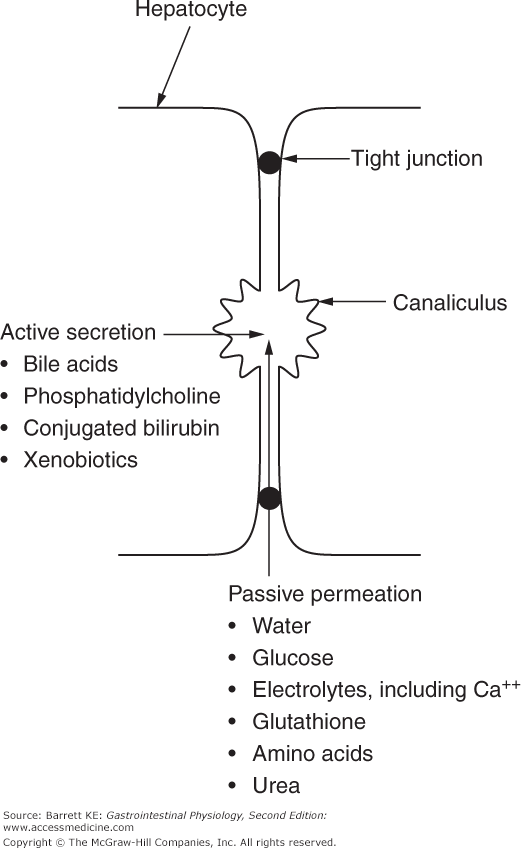 Hepatocyte
Tight junction
Canaliculus
Active secretion
• Bile acids
• Phosphatidylcholine
• Conjugated bilirubin
• Xenobiotics
Passive permeation
• Water
• Glucose
• Electrolytes, including Ca⁺⁺
• Glutathione
• Amino acids
• Urea
Source: Barrett KE: Gastrointestinal Physiology, Second Edition:
www.accessmedicine.com
Copyright © The McGraw-Hill Companies, Inc. All rights reserved.